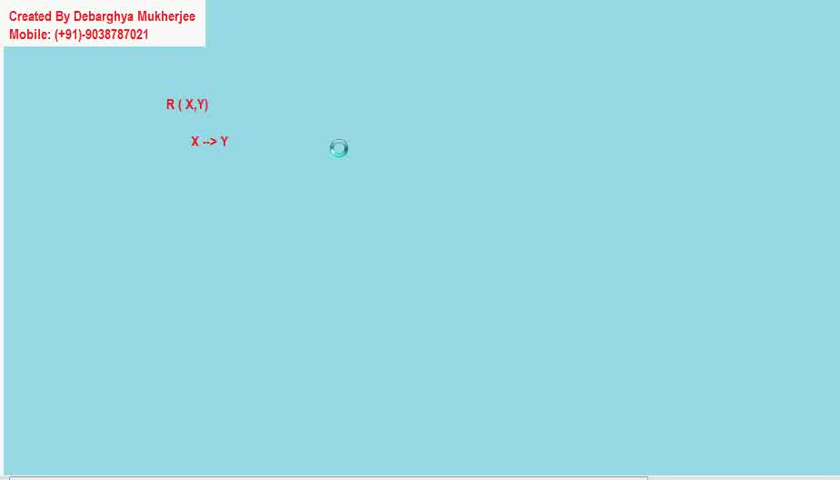 Created By Debarghya Mukherjee
Mobile: (+91)-9038787021
R ( X,Y)
X --> Y